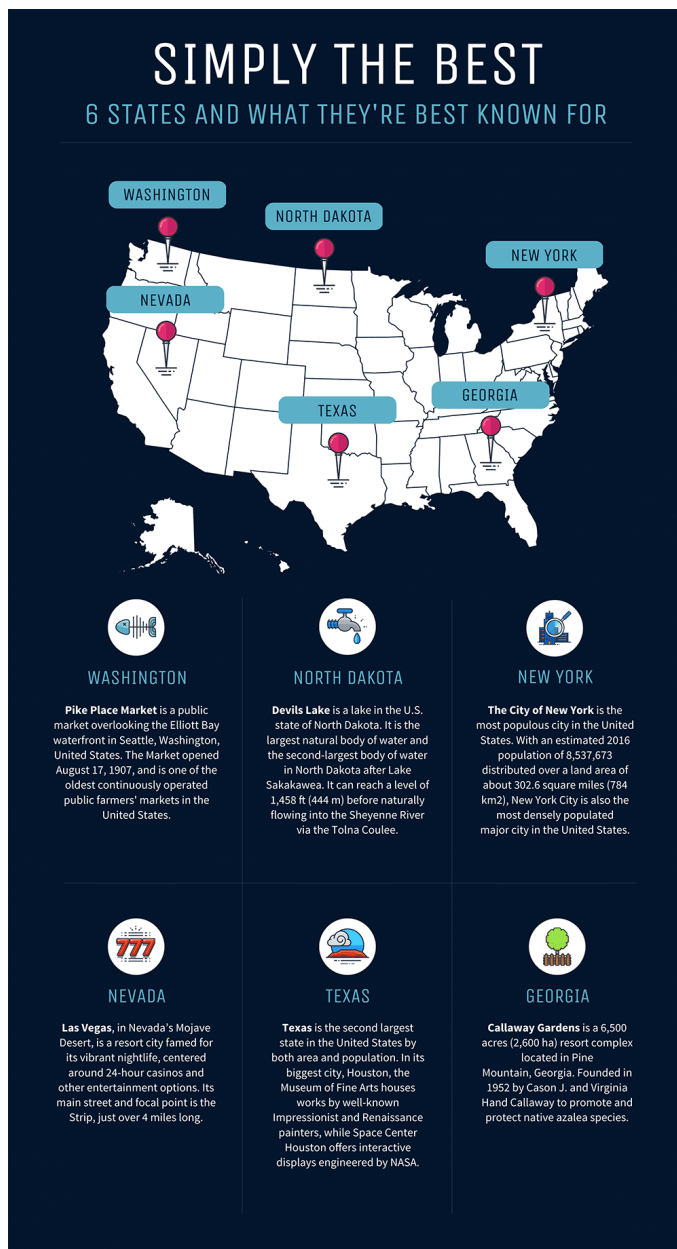 SIMPLY THE BEST
6 STATES AND WHAT THEY'RE BEST KNOWN FOR
WASHINGTON
NORTH DAKOTA
NEW YORK
NEVADA
GEORGIA
TEXAS
WASHINGTON
Pike Place Market is a public
market overlooking the Elliott Bay
waterfront in Seattle, Washington,
United States. The Market opened
August 17, 1907, and is one of the
oldest continuously operated
public farmers' markets in the
United States.
NORTH DAKOTA
Devils Lake is a lake in the U.S.
state of North Dakota. It is the
largest natural body of water and
the second-largest body of water
in North Dakota after Lake
Sakakawea. It can reach a level of
1,458 ft (444 m) before naturally
flowing into the Sheyenne River
via the Tolna Coulee.
NEW YORK
The City of New York is the
most populous city in the United
States. With an estimated 2016
population of 8,537,673
distributed over a land area of
about 302.6 square miles (784
km2), New York City is also the
most densely populated
major city in the United States.
777
NEVADA
Las Vegas, in Nevada's Mojave
Desert, is a resort city famed for
its vibrant nightlife, centered
around 24-hour casinos and
other entertainment options. Its
main street and focal point is the
Strip, just over 4 miles long.
TEXAS
Texas is the second largest
state in the United States by
both area and population. In its
biggest city, Houston, the
Museum of Fine Arts houses
works by well-known
Impressionist and Renaissance
painters, while Space Center
Houston offers interactive
displays engineered by NASA.
GEORGIA
Callaway Gardens is a 6,500
acres (2,600 ha) resort complex
located in Pine
Mountain, Georgia. Founded in
1952 by Cason J. and Virginia
Hand Callaway to promote and
protect native azalea species.